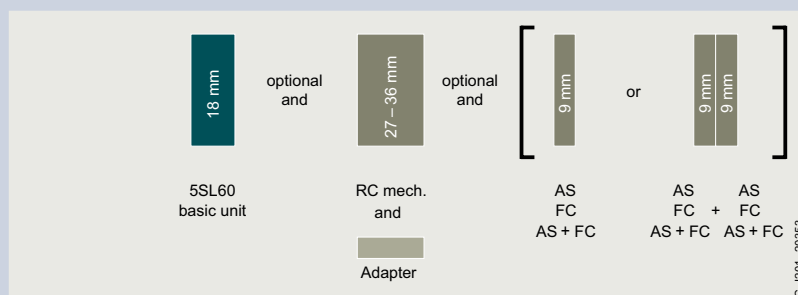 18 mm
optional
and
27 – 36 mm
optional
and
9 mm
or
9 mm
9 mm
5SL60
basic unit
RC mech.
and
Adapter
AS
FC
AS + FC
AS AS
FC + FC
AS + FC AS + FC